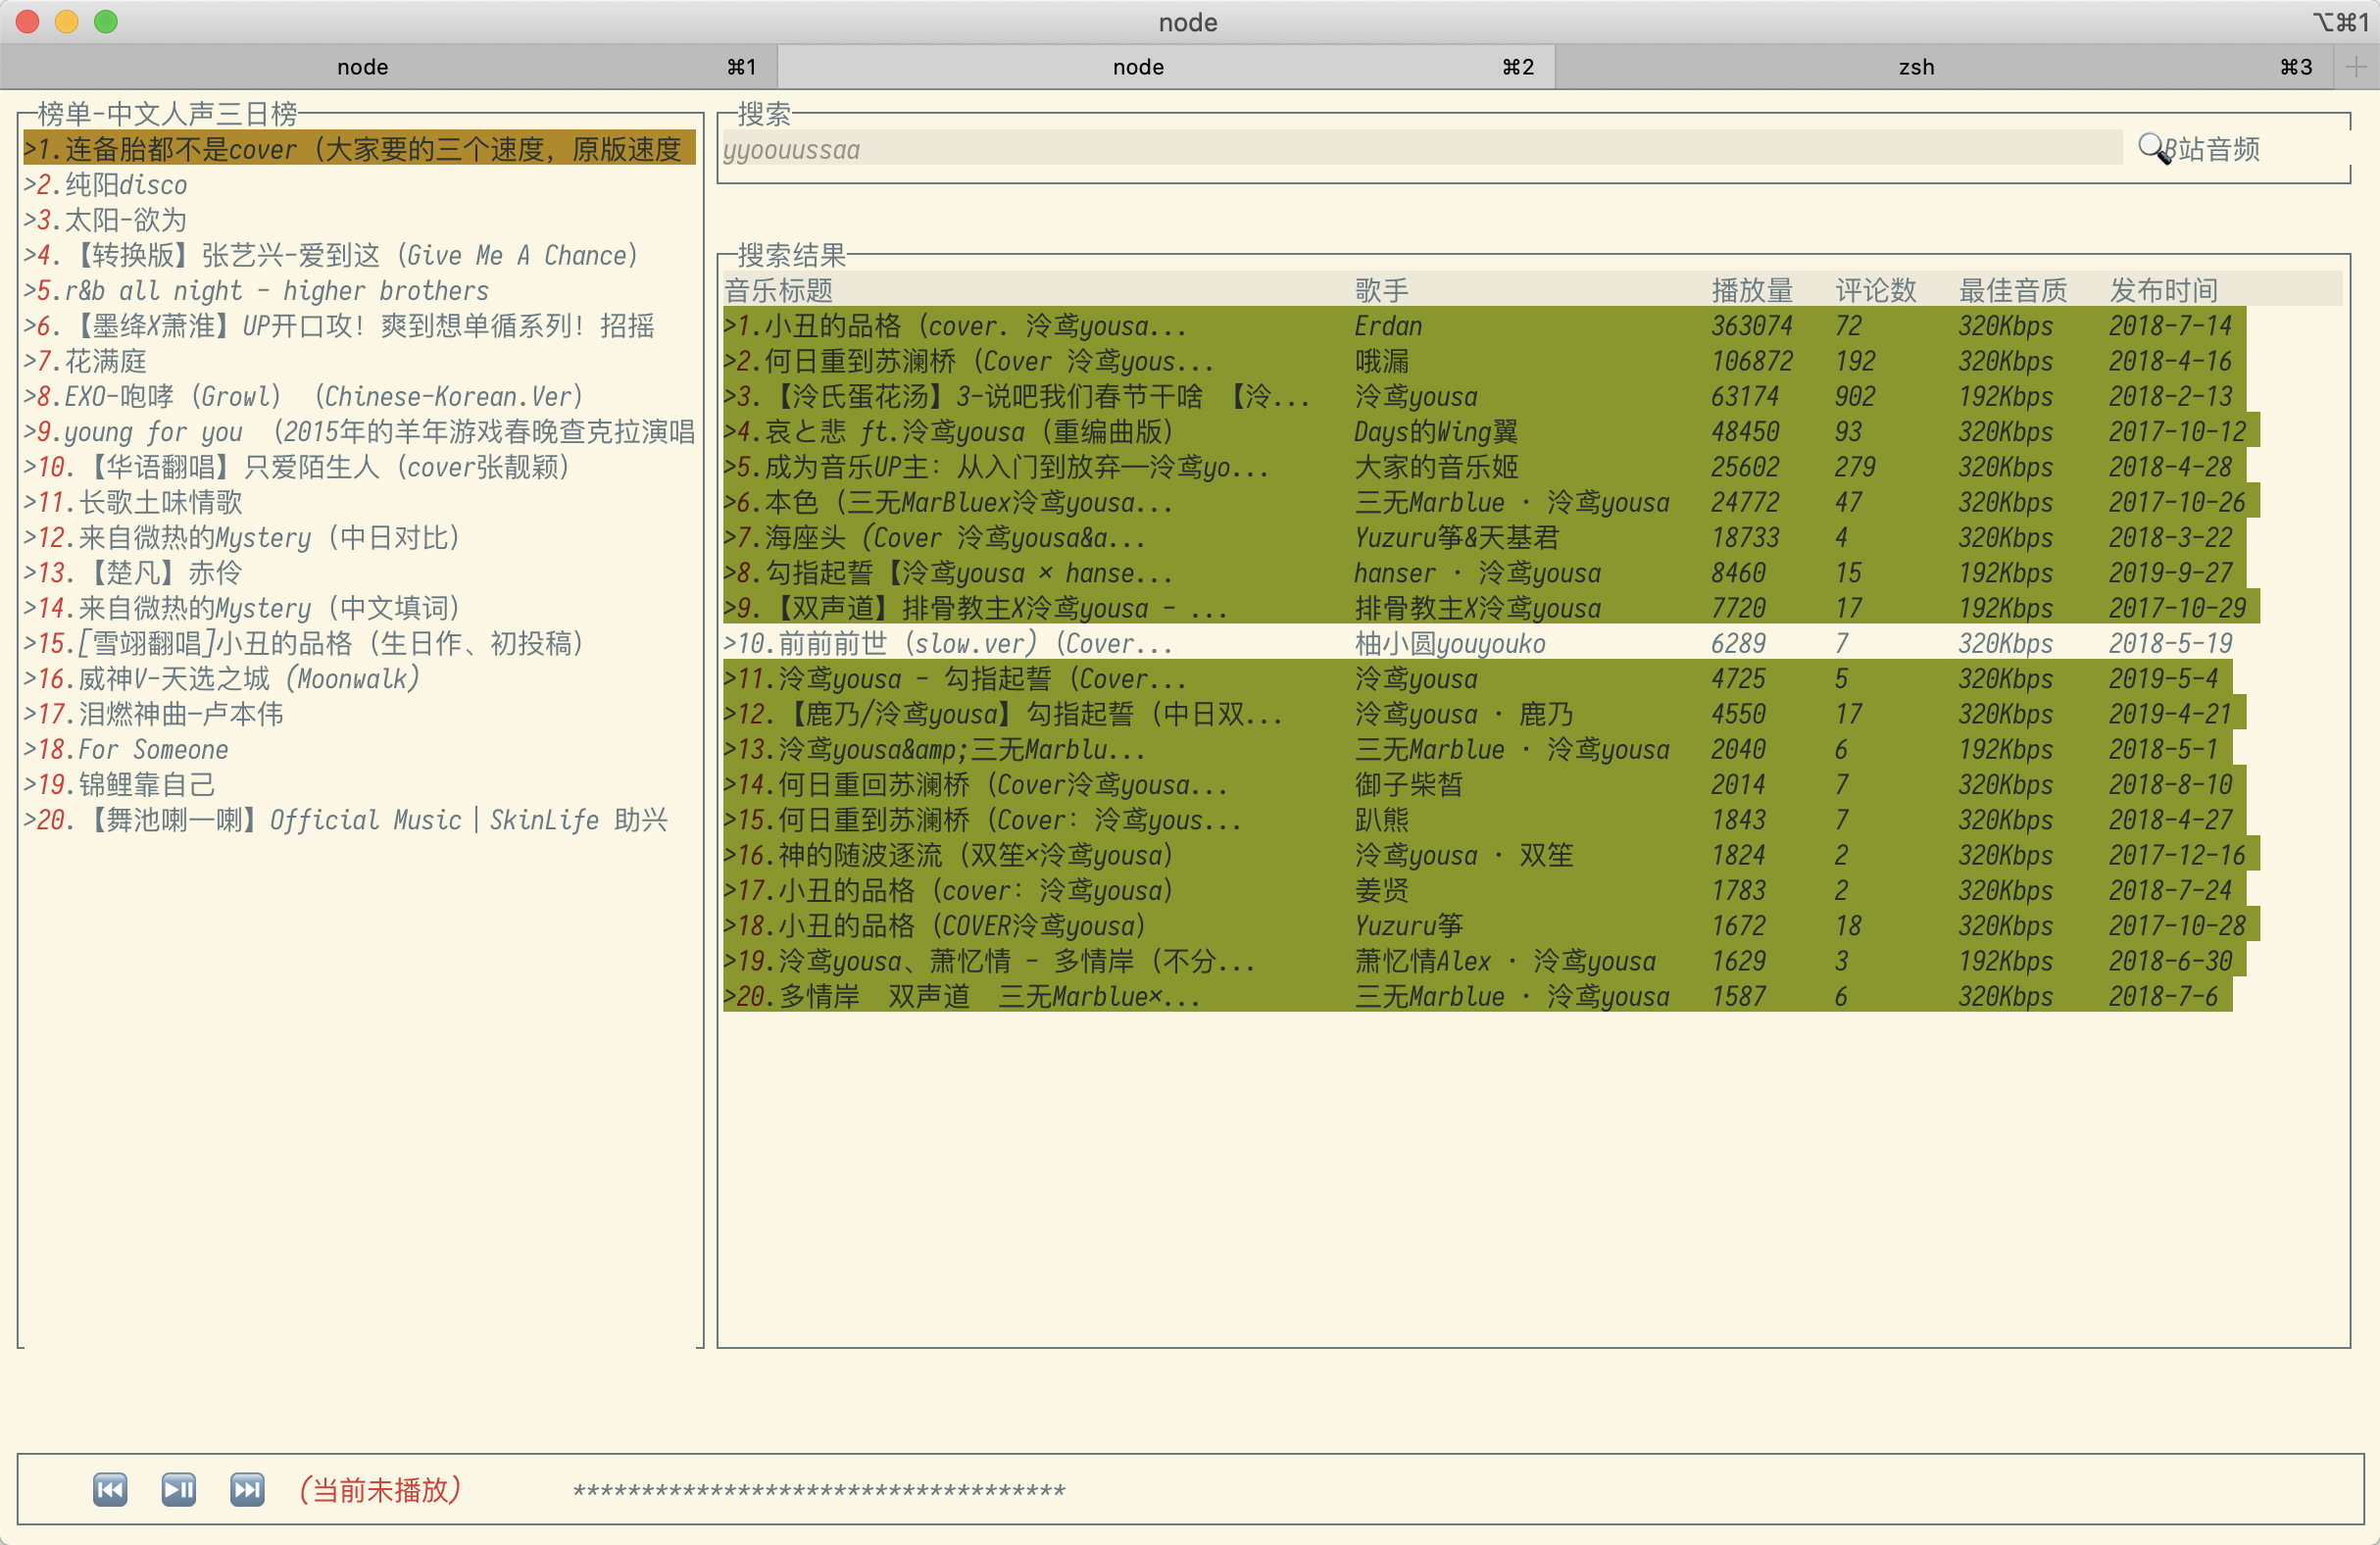 node ⌥⌘1
node ⌘1 node ⌘2 zsh ⌘3
榜单-中文人声三日榜
>1.连备胎都不是cover（大家要的三个速度，原版速度
>2.纯阳disco
>3.太阳-欲为
>4.【转换版】张艺兴-爱到这（Give Me A Chance）
>5.r&b all night - higher brothers
>6.【墨绛X萧淮】UP开口攻！爽到想单循系列！招摇
>7.花满庭
>8.EXO-咆哮（Growl）（Chinese-Korean.Ver）
>9.young for you （2015年的羊年游戏春晚查克拉演唱
>10.【华语翻唱】只爱陌生人（cover张靓颖）
>11.长歌土味情歌
>12.来自微热的Mystery（中日对比）
>13.【楚凡】赤伶
>14.来自微热的Mystery（中文填词）
>15.[雪翊翻唱]小丑的品格（生日作、初投稿）
>16.威神V-天选之城 (Moonwalk)
>17.泪燃神曲—卢本伟
>18.For Someone
>19.锦鲤靠自己
>20.【舞池喇一喇】Official Music｜SkinLife 助兴
搜索
yyoouussaa 🔍B站音频
搜索结果
音乐标题 歌手 播放量 评论数 最佳音质 发布时间
>1.小丑的品格（cover. 泠鸢yousa... Erdan 363074 72 320Kbps 2018-7-14
>2.何日重到苏澜桥（Cover 泠鸢yous... 哦漏 106872 192 320Kbps 2018-4-16
>3.【泠氏蛋花汤】3-说吧我们春节干啥 【泠... 泠鸢yousa 63174 902 192Kbps 2018-2-13
>4.哀と悲 ft.泠鸢yousa（重编曲版） Days的Wing翼 48450 93 320Kbps 2017-10-12
>5.成为音乐UP主：从入门到放弃——泠鸢yo... 大家的音乐姬 25602 279 320Kbps 2018-4-28
>6.本色（三无MarBluex泠鸢yousa... 三无Marblue · 泠鸢yousa 24772 47 320Kbps 2017-10-26
>7.海座头 (Cover 泠鸢yousa&a... Yuzuru筝&天基君 18733 4 320Kbps 2018-3-22
>8.勾指起誓【泠鸢yousa × hanse... hanser · 泠鸢yousa 8460 15 192Kbps 2019-9-27
>9.【双声道】排骨教主X泠鸢yousa - ... 排骨教主X泠鸢yousa 7720 17 192Kbps 2017-10-29
>10.前前前世（slow.ver）（Cover... 柚小圆youyouko 6289 7 320Kbps 2018-5-19
>11.泠鸢yousa - 勾指起誓（Cover... 泠鸢yousa 4725 5 320Kbps 2019-5-4
>12.【鹿乃/泠鸢yousa】勾指起誓（中日双... 泠鸢yousa · 鹿乃 4550 17 320Kbps 2019-4-21
>13.泠鸢yousa&amp;三无Marblu... 三无Marblue · 泠鸢yousa 2040 6 192Kbps 2018-5-1
>14.何日重回苏澜桥（Cover泠鸢yousa... 御子柴皙 2014 7 320Kbps 2018-8-10
>15.何日重到苏澜桥（Cover：泠鸢yous... 趴熊 1843 7 320Kbps 2018-4-27
>16.神的随波逐流（双笙×泠鸢yousa） 泠鸢yousa · 双笙 1824 2 320Kbps 2017-12-16
>17.小丑的品格（cover：泠鸢yousa） 姜贤 1783 2 320Kbps 2018-7-24
>18.小丑的品格（COVER泠鸢yousa） Yuzuru筝 1672 18 320Kbps 2017-10-28
>19.泠鸢yousa、萧忆情 - 多情岸（不分... 萧忆情Alex · 泠鸢yousa 1629 3 192Kbps 2018-6-30
>20.多情岸　双声道　三无Marblue×... 三无Marblue · 泠鸢yousa 1587 6 320Kbps 2018-7-6
⏮ ⏯ ⏭ (当前未播放) ************************************